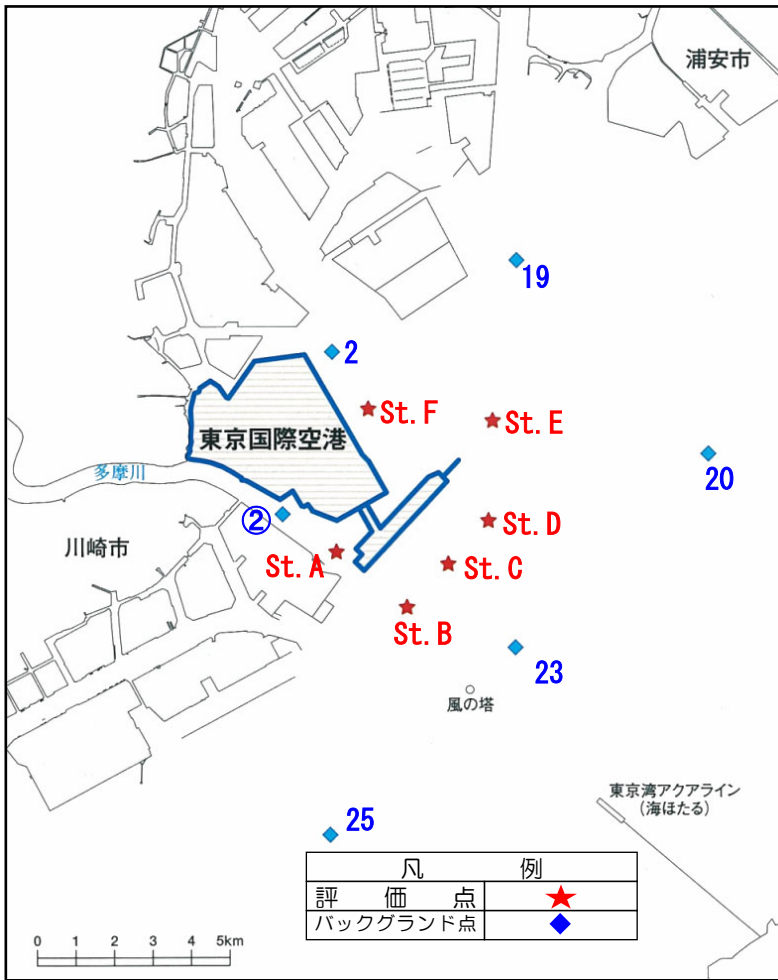 浦安市
19
2
St.F
St.E
東京国際空港
20
多摩川
②
St.D
川崎市
St.A
St.C
St.B
23
風の塔
東京湾アクアライン
(海ほたる)
25
凡 例
評 価 点
バックグランド点
0 1 2 3 4 5km